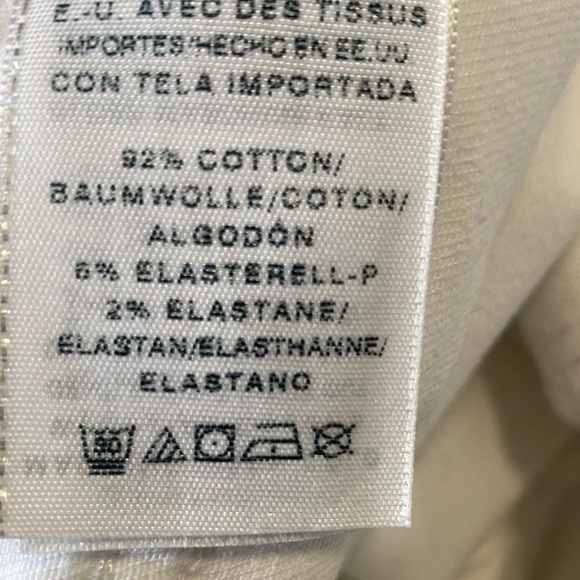 E.-U. AVEC DES TISSUS
IMPORTES/HECHO EN EE.UU.
CON TELA IMPORTADA
92% COTTON/
BAUMWOLLE/COTON/
ALGODÓN
6% ELASTERELL-P
2% ELASTANE/
ELASTAN/ELASTHANNE/
ELASTANO
30